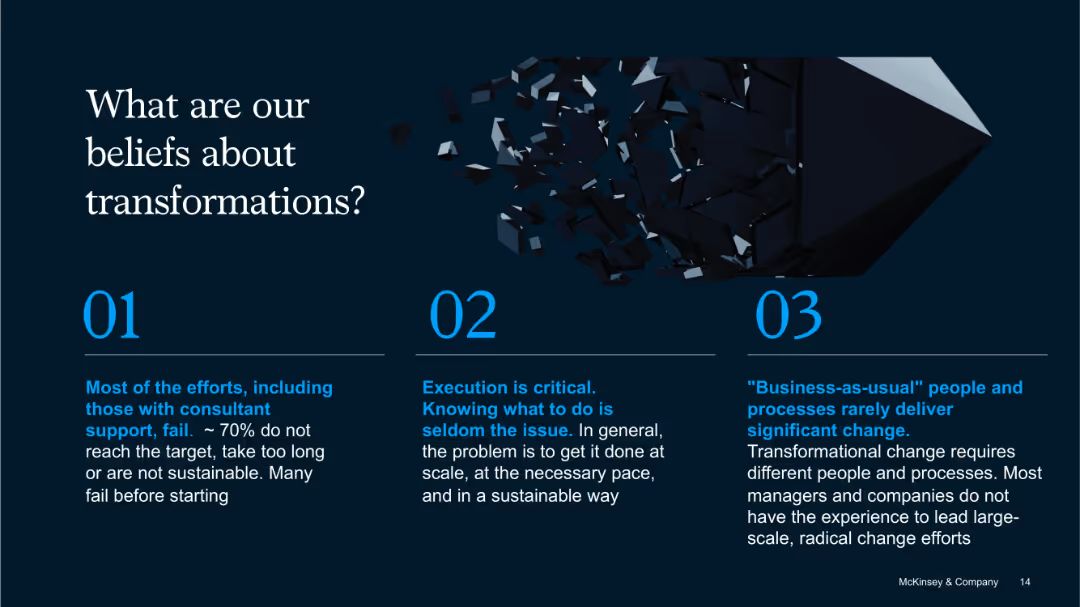 What are our
beliefs about
transformations?
01
Most of the efforts, including
those with consultant
support, fail.  ~ 70% do not
reach the target, take too long
or are not sustainable. Many
fail before starting
02
Execution is critical.
Knowing what to do is
seldom the issue. In general,
the problem is to get it done at
scale, at the necessary pace,
and in a sustainable way
03
"Business-as-usual" people and
processes rarely deliver
significant change.
Transformational change requires
different people and processes. Most
managers and companies do not
have the experience to lead large-
scale, radical change efforts
McKinsey & Company 14